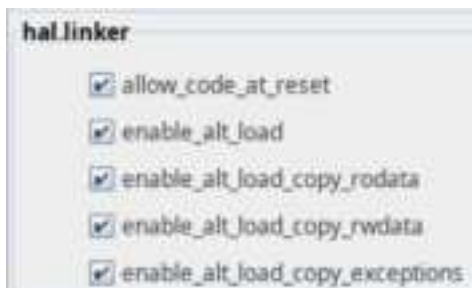 hal.linker
allow_code_at_reset
enable_alt_load
enable_alt_load_copy_rodata
enable_alt_load_copy_rwdata
enable_alt_load_copy_exceptions